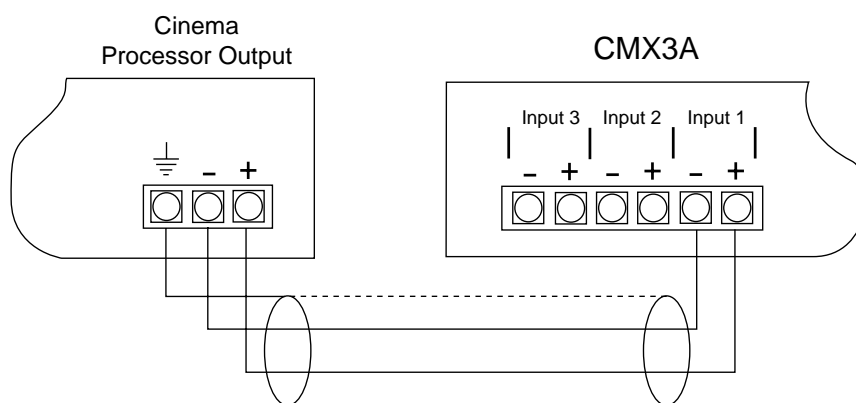 Cinema
Processor Output
CMX3A
Input 3 Input 2 Input 1
- +
- + - + - +